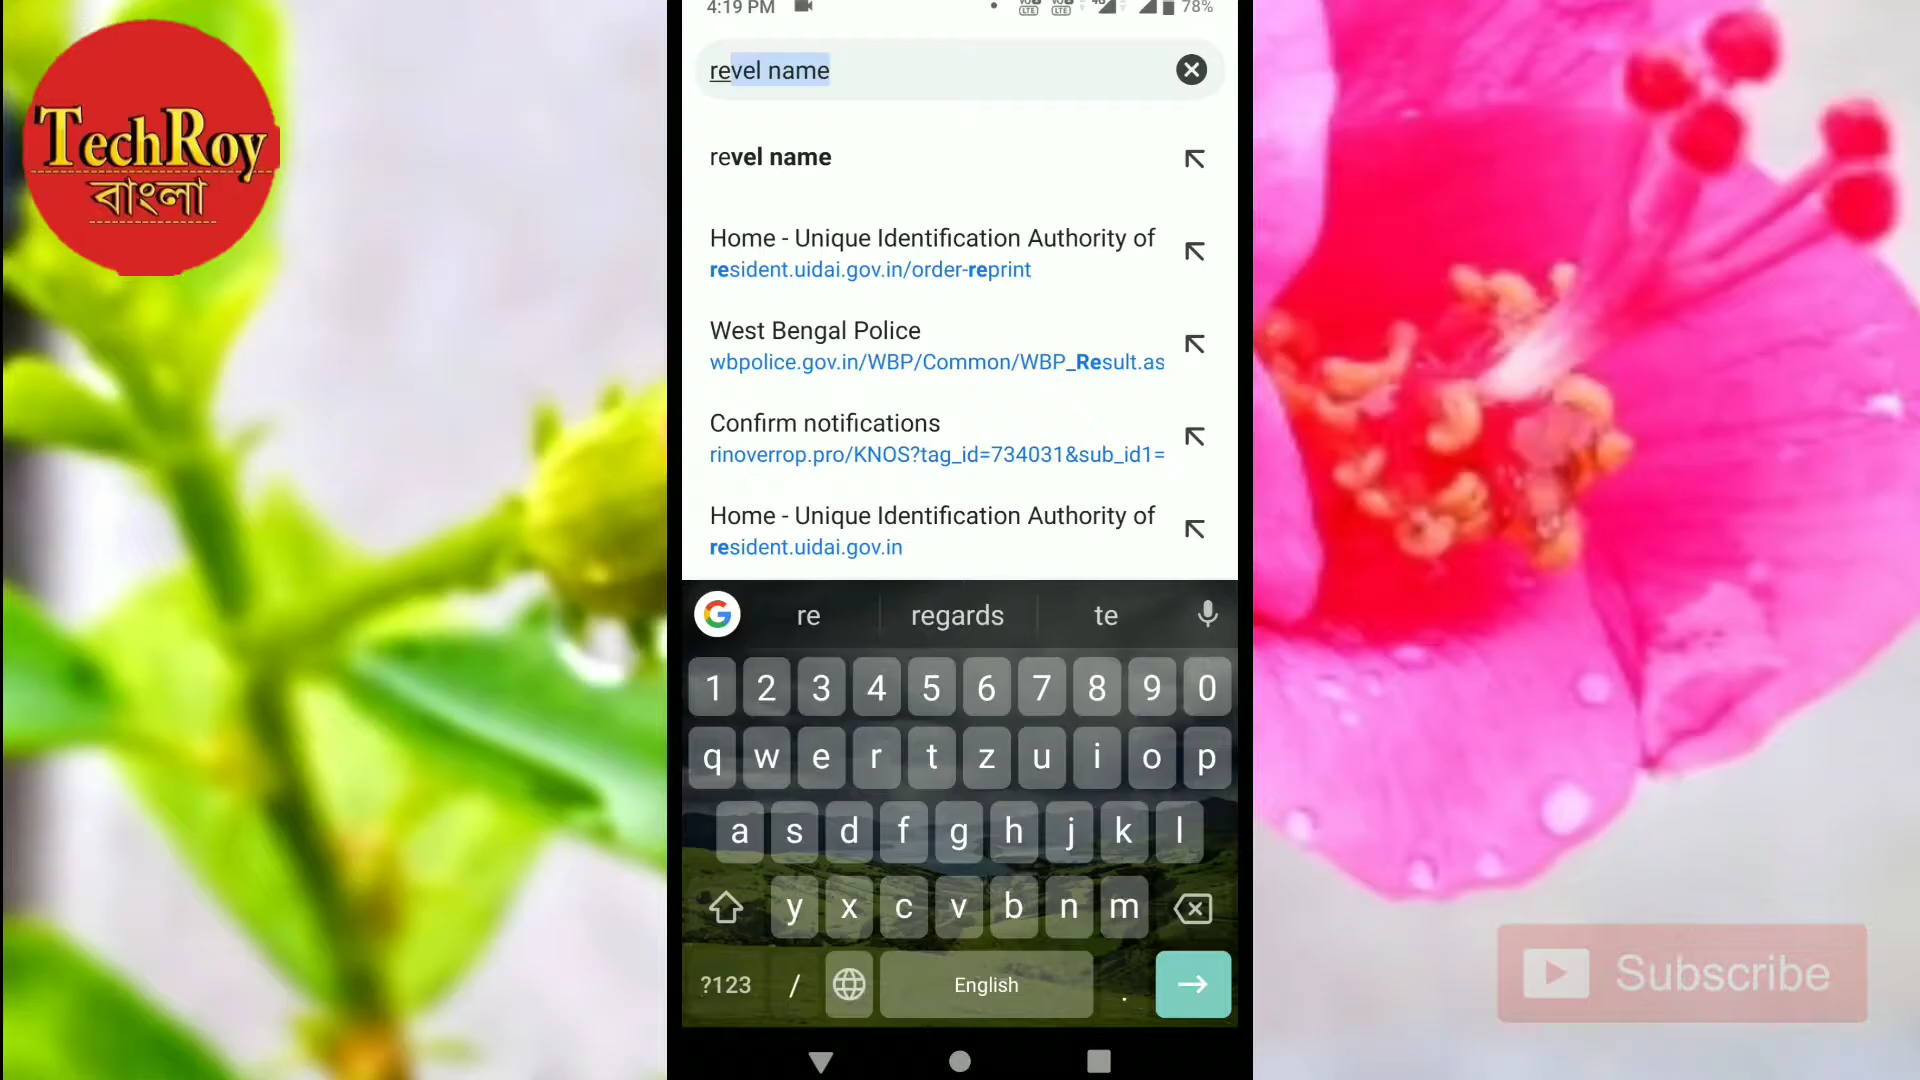 TechRoy
বাংলা
4:19 PM
78%
revel name
revel name
Home - Unique Identification Authority of
resident.uidai.gov.in/order-reprint
West Bengal Police
wbpolice.gov.in/WBP/Common/WBP_Result.as
Confirm notifications
rinoverrop.pro/KNOS?tag_id=734031&sub_id1=
Home - Unique Identification Authority of
resident.uidai.gov.in
re regards te
1 2 3 4 5 6 7 8 9 0
q w e r t z u i o p
a s d f g h j k l
y x c v b n m
?123 / English .
Subscribe